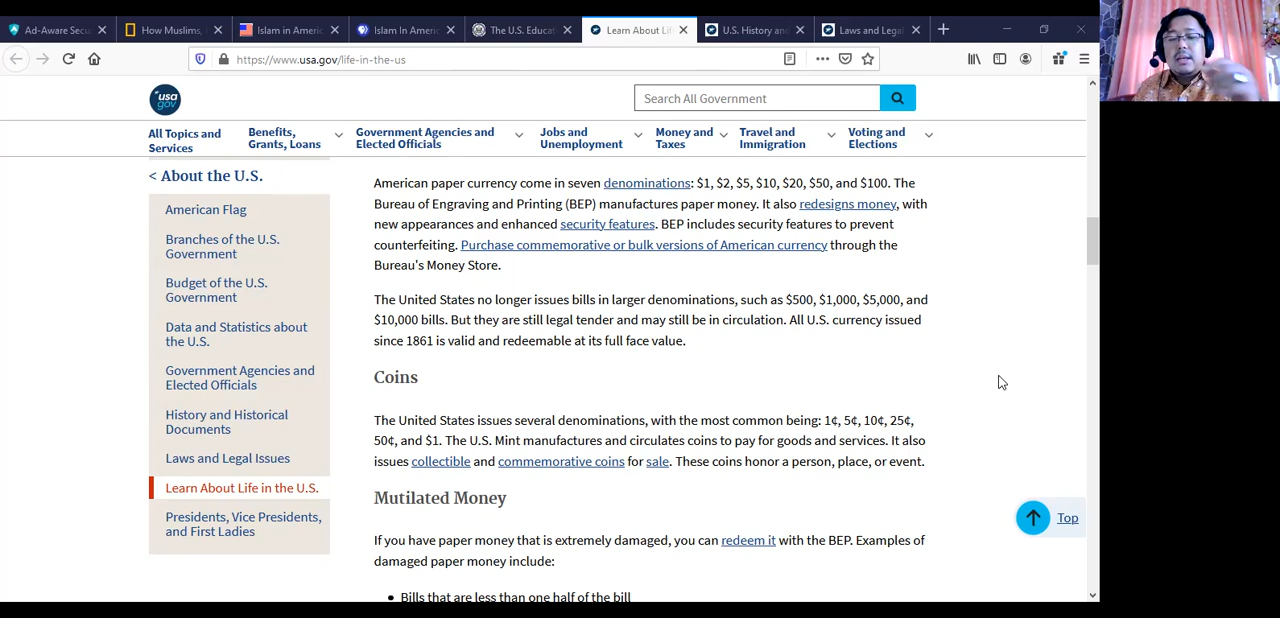 Ad-Aware Secu
How Muslims,
Islam in Americ
Islam In Americ
The U.S. Educat
Learn About Lif
U.S. History and
Laws and Legal
https://www.usa.gov/life-in-the-us
usa
gov
Search All Government
All Topics and
Services
Benefits,
Grants, Loans
Government Agencies and
Elected Officials
Jobs and
Unemployment
Money and
Taxes
Travel and
Immigration
Voting and
Elections
< About the U.S.
American Flag
Branches of the U.S.
Government
Budget of the U.S.
Government
Data and Statistics about
the U.S.
Government Agencies and
Elected Officials
History and Historical
Documents
Laws and Legal Issues
Learn About Life in the U.S.
Presidents, Vice Presidents,
and First Ladies
American paper currency come in seven denominations: $1, $2, $5, $10, $20, $50, and $100. The
Bureau of Engraving and Printing (BEP) manufactures paper money. It also redesigns money, with
new appearances and enhanced security features. BEP includes security features to prevent
counterfeiting. Purchase commemorative or bulk versions of American currency through the
Bureau's Money Store.
The United States no longer issues bills in larger denominations, such as $500, $1,000, $5,000, and
$10,000 bills. But they are still legal tender and may still be in circulation. All U.S. currency issued
since 1861 is valid and redeemable at its full face value.
Coins
The United States issues several denominations, with the most common being: 1¢, 5¢, 10¢, 25¢,
50¢, and $1. The U.S. Mint manufactures and circulates coins to pay for goods and services. It also
issues collectible and commemorative coins for sale. These coins honor a person, place, or event.
Mutilated Money
If you have paper money that is extremely damaged, you can redeem it with the BEP. Examples of
damaged paper money include:
• Bills that are less than one half of the bill
Top